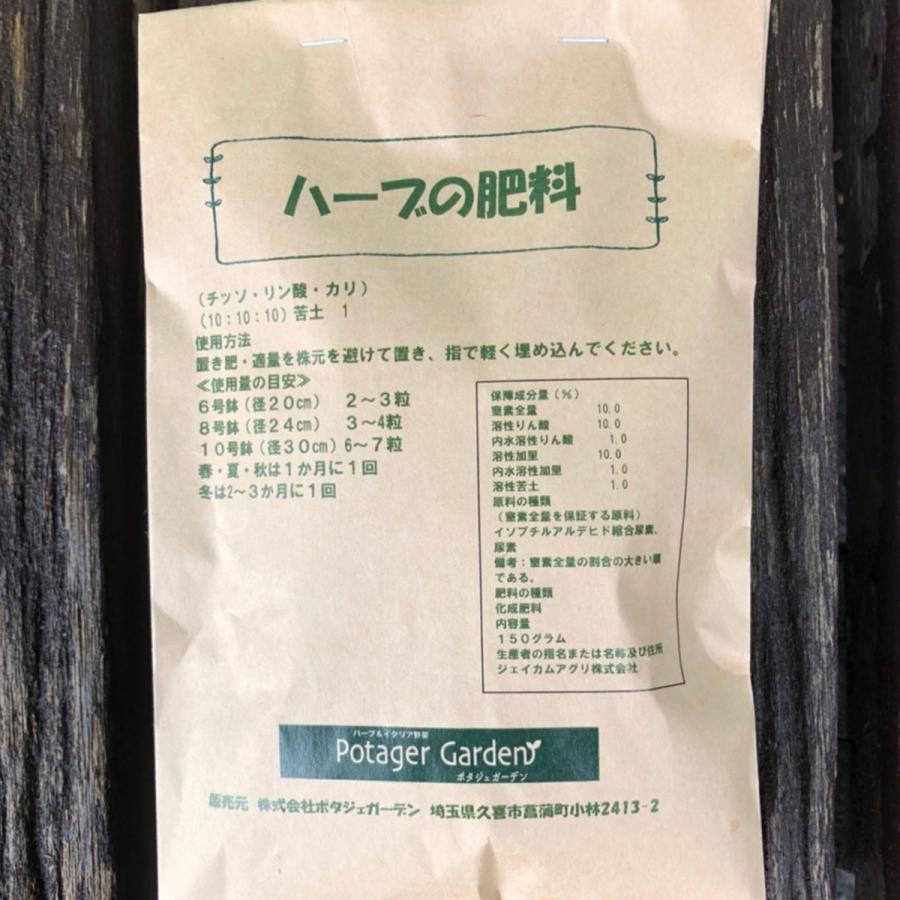 ハーブの肥料
(チッソ・リン酸・カリ)
(10:10:10)苦土 1
使用方法
置き肥・適量を株元を避けて置き、指で軽く埋め込んでください。
≪使用量の目安≫
6号鉢(径20㎝) 2～3粒
8号鉢(径24㎝) 3～4粒
10号鉢(径30㎝)6～7粒
春・夏・秋は1か月に1回
冬は2～3か月に1回
保障成分量(%)
窒素全量 10.0
溶性りん酸 10.0
内水溶性りん酸 1.0
溶性加里 10.0
内水溶性加里 1.0
溶性苦土 1.0
原料の種類
(窒素全量を保証する原料)
イソブチルアルデヒド縮合尿素、
尿素
備考:窒素全量の割合の大きい順
である。
肥料の種類
化成肥料
内容量
150グラム
生産者の指名または名称及び住所
ジェイカムアグリ株式会社
ハーブ&イタリア野菜
Potager Garden
ポタジェガーデン
販売元 株式会社ポタジェガーデン 埼玉県久喜市菖蒲町小林2413-2